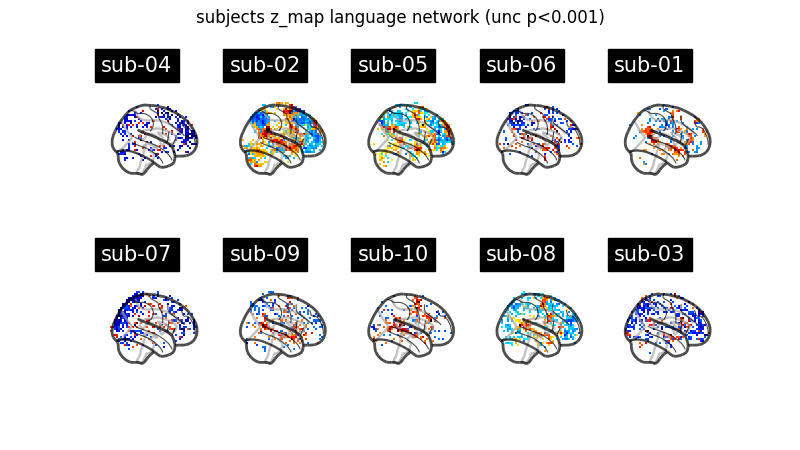 subjects z_map language network (unc p<0.001)
sub-04
sub-02
sub-05
sub-06
sub-01
sub-07
sub-09
sub-10
sub-08
sub-03